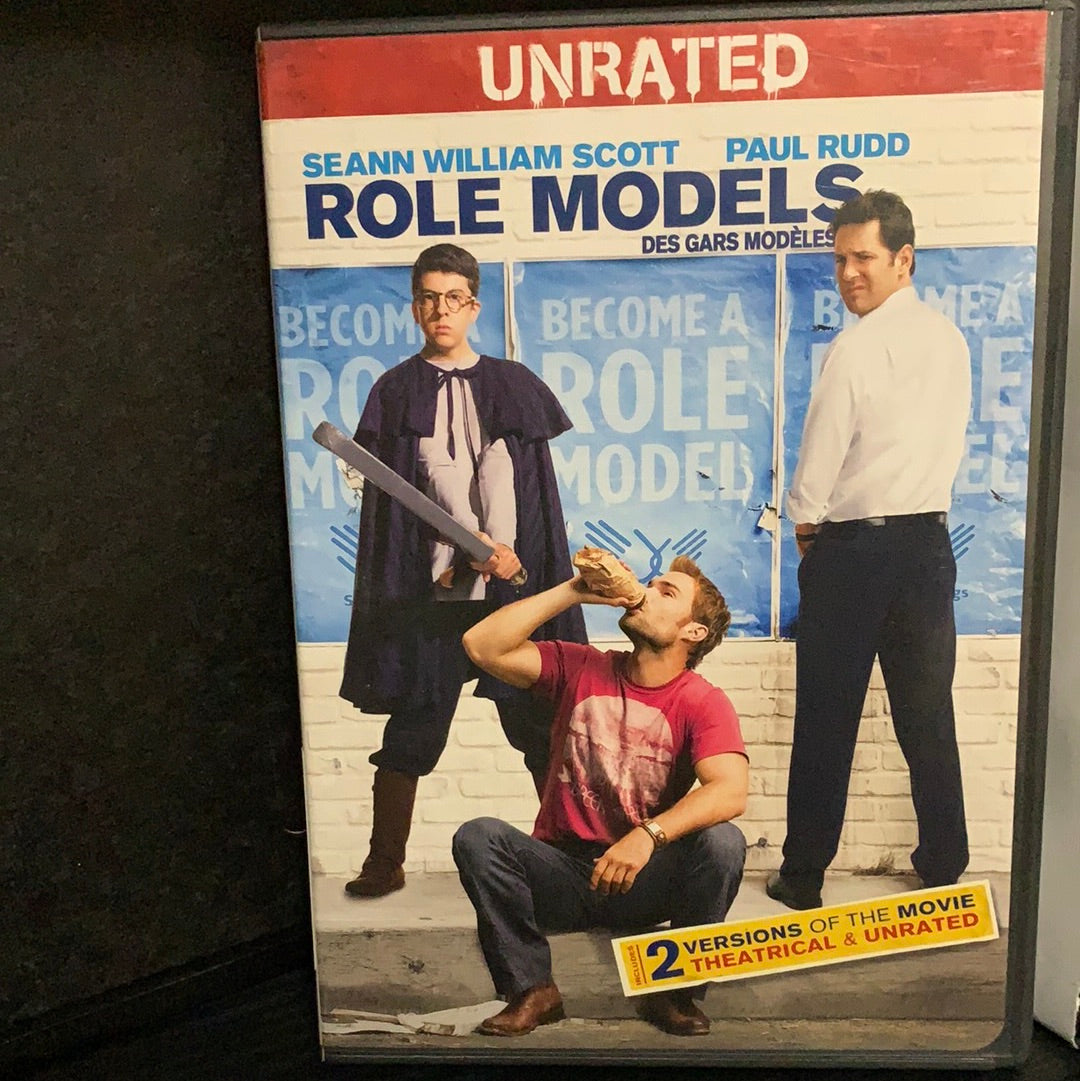 UNRATED
SEANN WILLIAM SCOTT PAUL RUDD
ROLE MODELS
DES GARS MODÈLES
BECOME A
ROLE
MODEL
INCLUDES
2 VERSIONS OF THE MOVIE
THEATRICAL & UNRATED